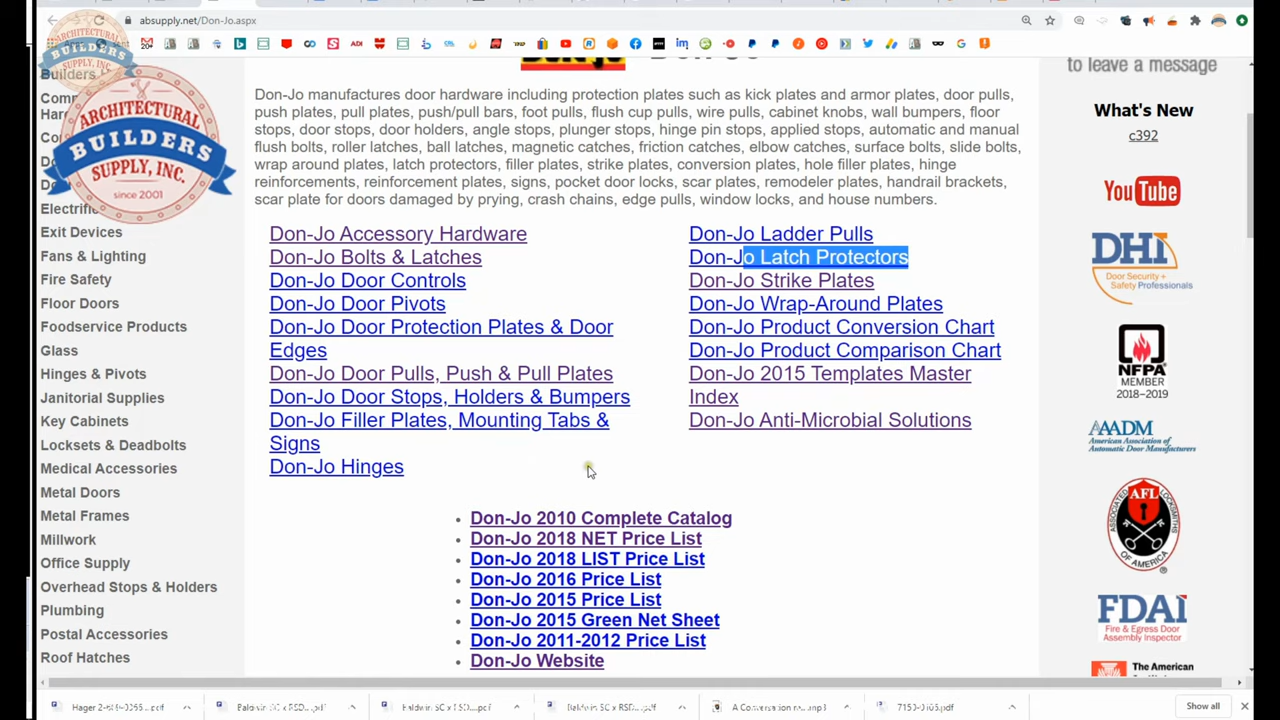 absupply.net/Don-Jo.aspx
to leave a message
Builders
ARCHITECTURAL
BUILDERS
SUPPLY, INC.
since 2001
Don-Jo manufactures door hardware including protection plates such as kick plates and armor plates, door pulls,
push plates, pull plates, push/pull bars, foot pulls, flush cup pulls, wire pulls, cabinet knobs, wall bumpers, floor
stops, door stops, door holders, angle stops, plunger stops, hinge pin stops, applied stops, automatic and manual
flush bolts, roller latches, ball latches, magnetic catches, friction catches, elbow catches, surface bolts, slide bolts,
wrap around plates, latch protectors, filler plates, strike plates, conversion plates, hole filler plates, hinge
reinforcements, reinforcement plates, signs, pocket door locks, scar plates, remodeler plates, handrail brackets,
scar plate for doors damaged by prying, crash chains, edge pulls, window locks, and house numbers.
Exit Devices
Fans & Lighting
Fire Safety
Floor Doors
Foodservice Products
Glass
Hinges & Pivots
Janitorial Supplies
Key Cabinets
Locksets & Deadbolts
Medical Accessories
Metal Doors
Metal Frames
Millwork
Office Supply
Overhead Stops & Holders
Plumbing
Postal Accessories
Roof Hatches
Don-Jo Accessory Hardware
Don-Jo Bolts & Latches
Don-Jo Door Controls
Don-Jo Door Pivots
Don-Jo Door Protection Plates & Door
Edges
Don-Jo Door Pulls, Push & Pull Plates
Don-Jo Door Stops, Holders & Bumpers
Don-Jo Filler Plates, Mounting Tabs &
Signs
Don-Jo Hinges
Don-Jo Ladder Pulls
Don-Jo Latch Protectors
Don-Jo Strike Plates
Don-Jo Wrap-Around Plates
Don-Jo Product Conversion Chart
Don-Jo Product Comparison Chart
Don-Jo 2015 Templates Master
Index
Don-Jo Anti-Microbial Solutions
Don-Jo 2010 Complete Catalog
Don-Jo 2018 NET Price List
Don-Jo 2018 LIST Price List
Don-Jo 2016 Price List
Don-Jo 2015 Price List
Don-Jo 2015 Green Net Sheet
Don-Jo 2011-2012 Price List
Don-Jo Website
What's New
c392
YouTube
DHI
Door Security +
Safety Professionals
NFPA
MEMBER
2018-2019
AAADM
American Association of
Automatic Door Manufacturers
ASSOCIATED
AFL
LOCKSMITHS
OF AMERICA
FDAI
Fire & Egress Door
Assembly Inspector
The American
A Conversation re....mp3
Show all